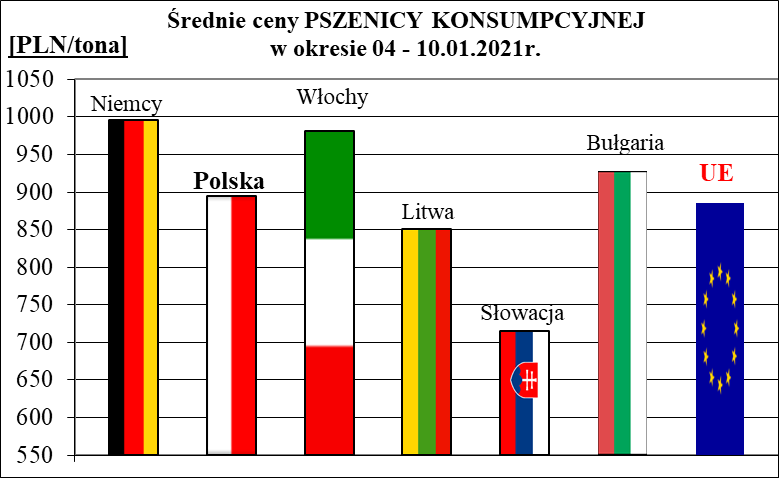 Średnie ceny PSZENICY KONSUMPCYJNEJ
w okresie 04 - 10.01.2021r.
[PLN/tona]
1050
1000
950
900
850
800
750
700
650
600
550
Niemcy
Polska
Włochy
Litwa
Słowacja
Bułgaria
UE